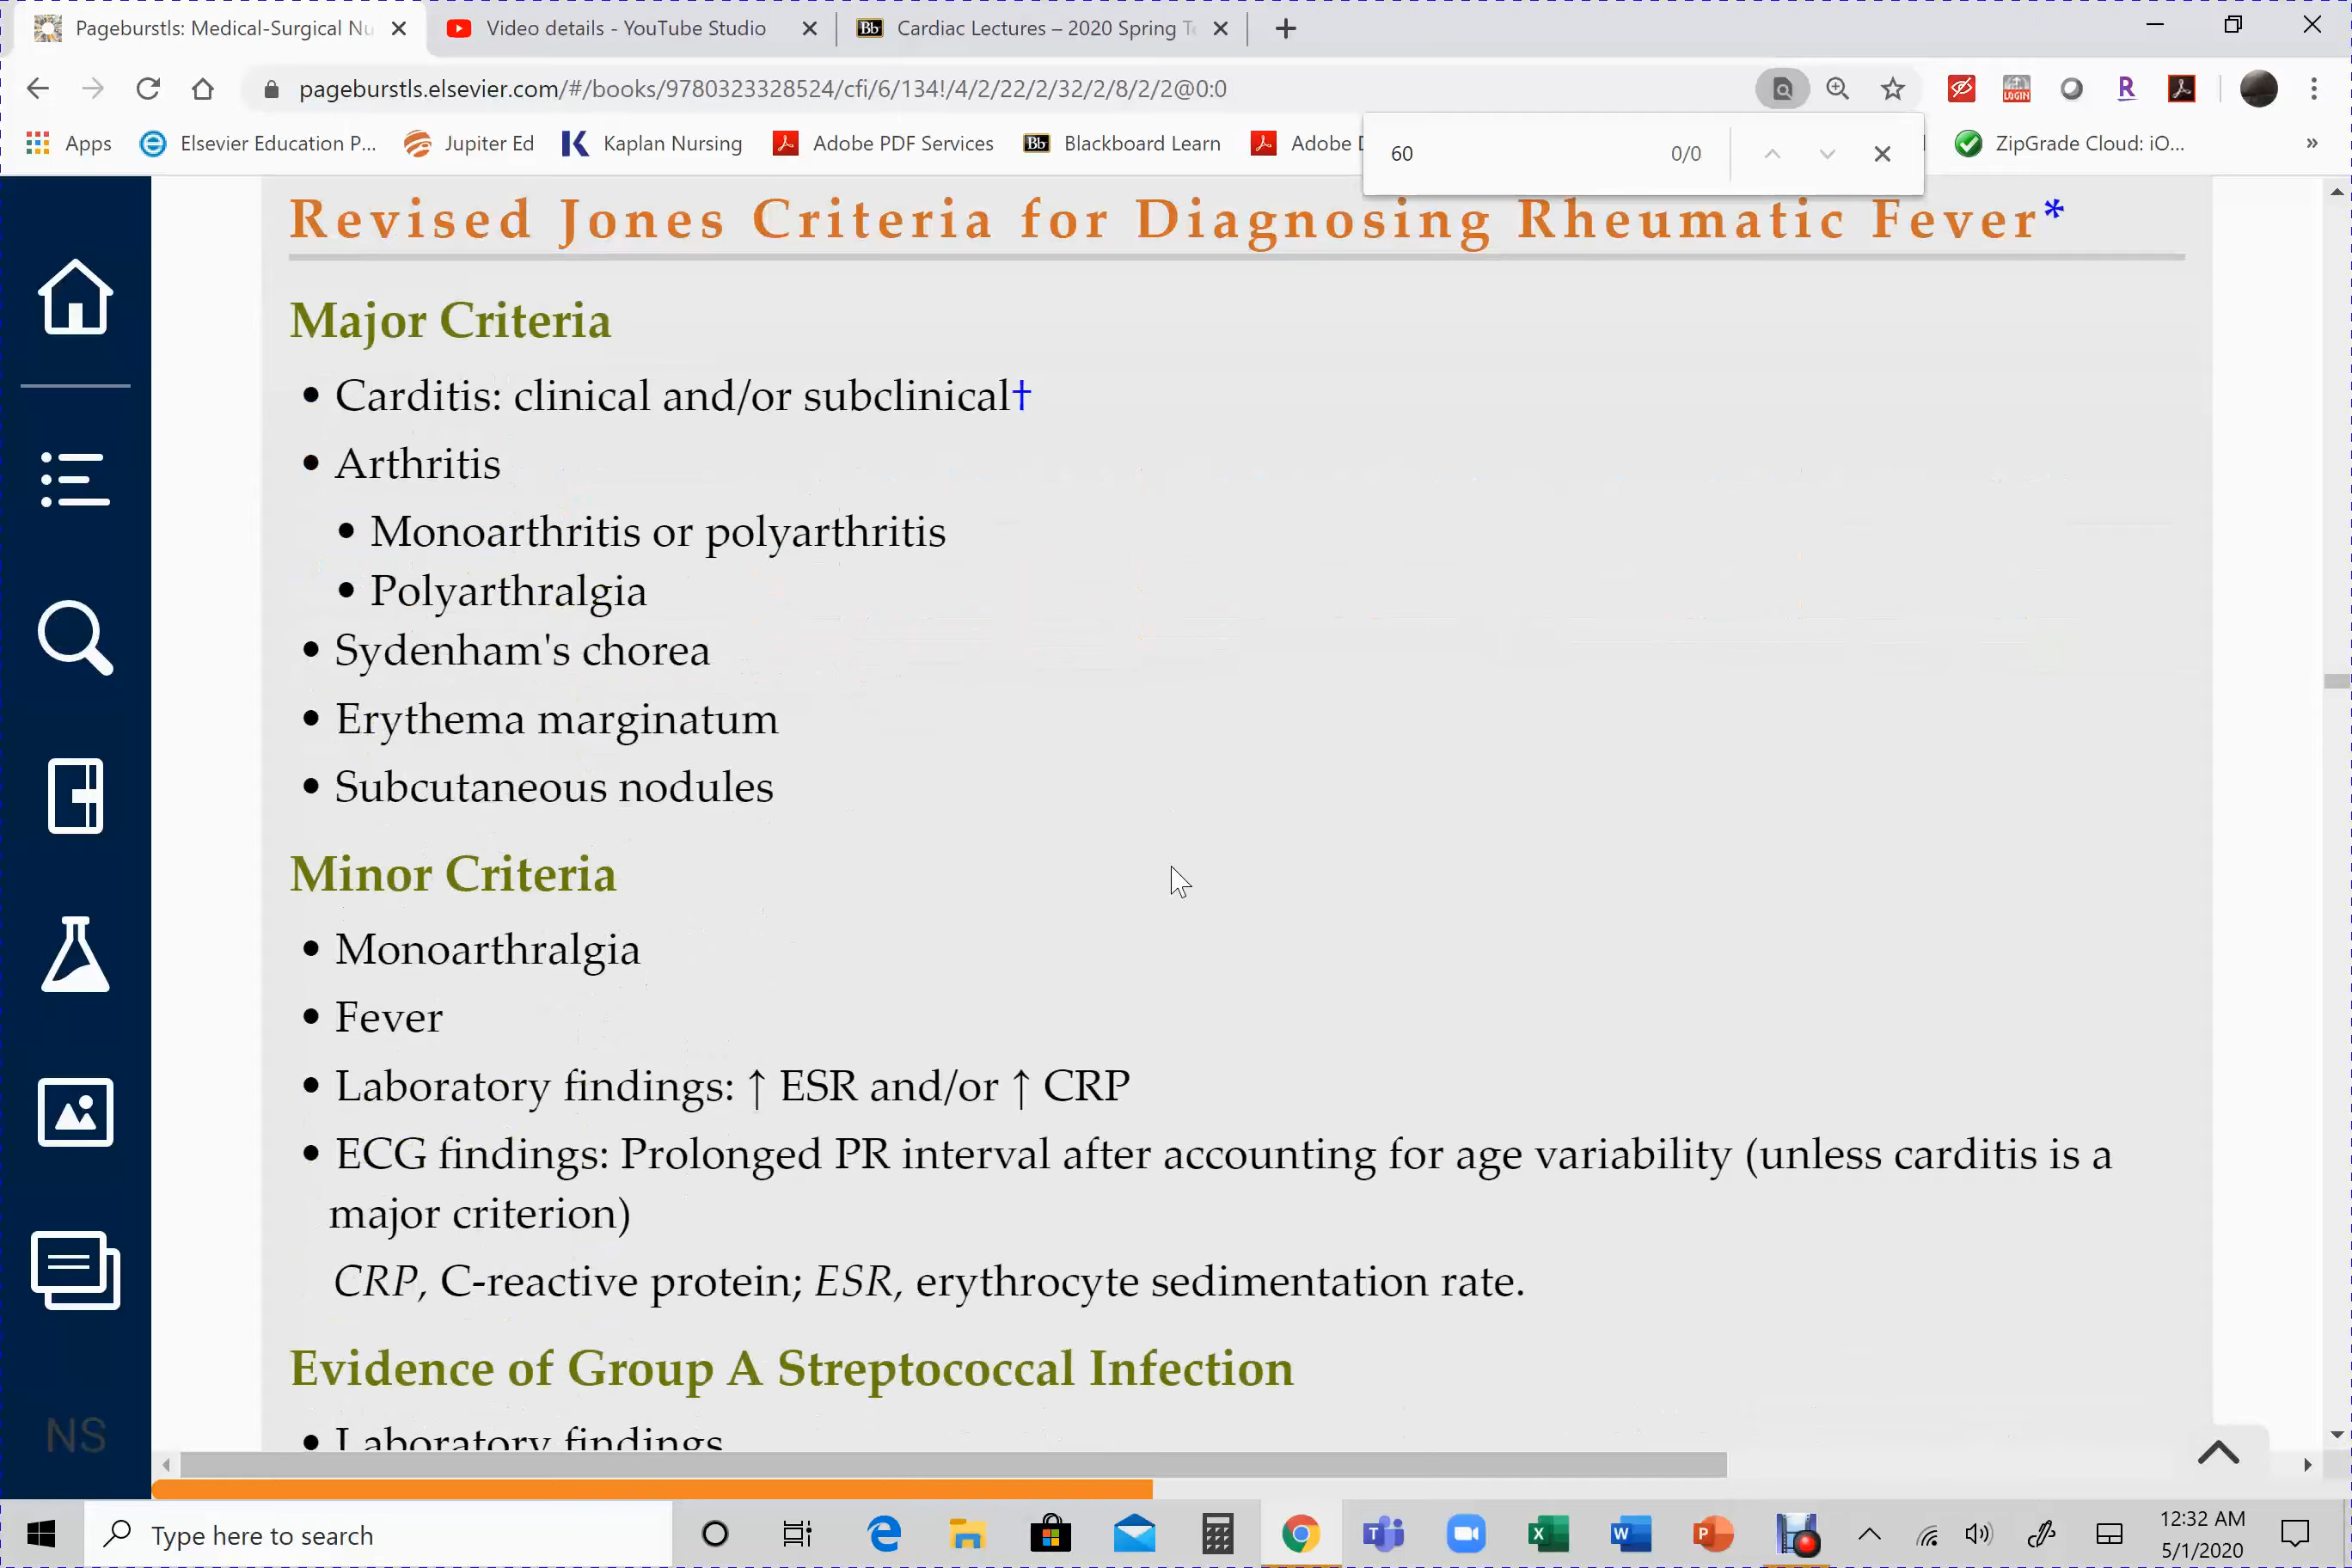 Pageburstls: Medical-Surgical Nu
Video details - YouTube Studio
Bb Cardiac Lectures – 2020 Spring Te
pageburstls.elsevier.com/#/books/9780323328524/cfi/6/134!/4/2/22/2/32/2/8/2/2@0:0
LOGIN
R
Apps
Elsevier Education P...
Jupiter Ed
Kaplan Nursing
Adobe PDF Services
Bb Blackboard Learn
Adobe D
ZipGrade Cloud: iO...
»
60 0/0
Revised Jones Criteria for Diagnosing Rheumatic Fever*
Major Criteria
• Carditis: clinical and/or subclinical†
• Arthritis
• Monoarthritis or polyarthritis
• Polyarthralgia
• Sydenham's chorea
• Erythema marginatum
• Subcutaneous nodules
Minor Criteria
• Monoarthralgia
• Fever
• Laboratory findings: ↑ ESR and/or ↑ CRP
• ECG findings: Prolonged PR interval after accounting for age variability (unless carditis is a
major criterion)
CRP, C-reactive protein; ESR, erythrocyte sedimentation rate.
Evidence of Group A Streptococcal Infection
• Laboratory findings
NS
Type here to search
12:32 AM
5/1/2020